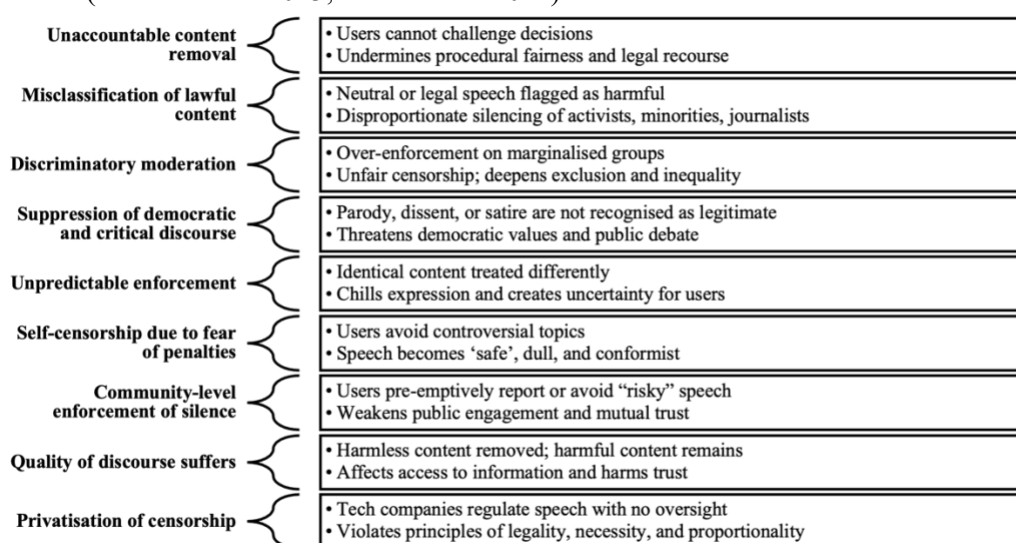 Unaccountable content
removal
• Users cannot challenge decisions
• Undermines procedural fairness and legal recourse
Misclassification of lawful
content
• Neutral or legal speech flagged as harmful
• Disproportionate silencing of activists, minorities, journalists
Discriminatory moderation
• Over-enforcement on marginalised groups
• Unfair censorship; deepens exclusion and inequality
Suppression of democratic
and critical discourse
• Parody, dissent, or satire are not recognised as legitimate
• Threatens democratic values and public debate
Unpredictable enforcement
• Identical content treated differently
• Chills expression and creates uncertainty for users
Self-censorship due to fear
of penalties
• Users avoid controversial topics
• Speech becomes ‘safe’, dull, and conformist
Community-level
enforcement of silence
• Users pre-emptively report or avoid “risky” speech
• Weakens public engagement and mutual trust
Quality of discourse suffers
• Harmless content removed; harmful content remains
• Affects access to information and harms trust
Privatisation of censorship
• Tech companies regulate speech with no oversight
• Violates principles of legality, necessity, and proportionality